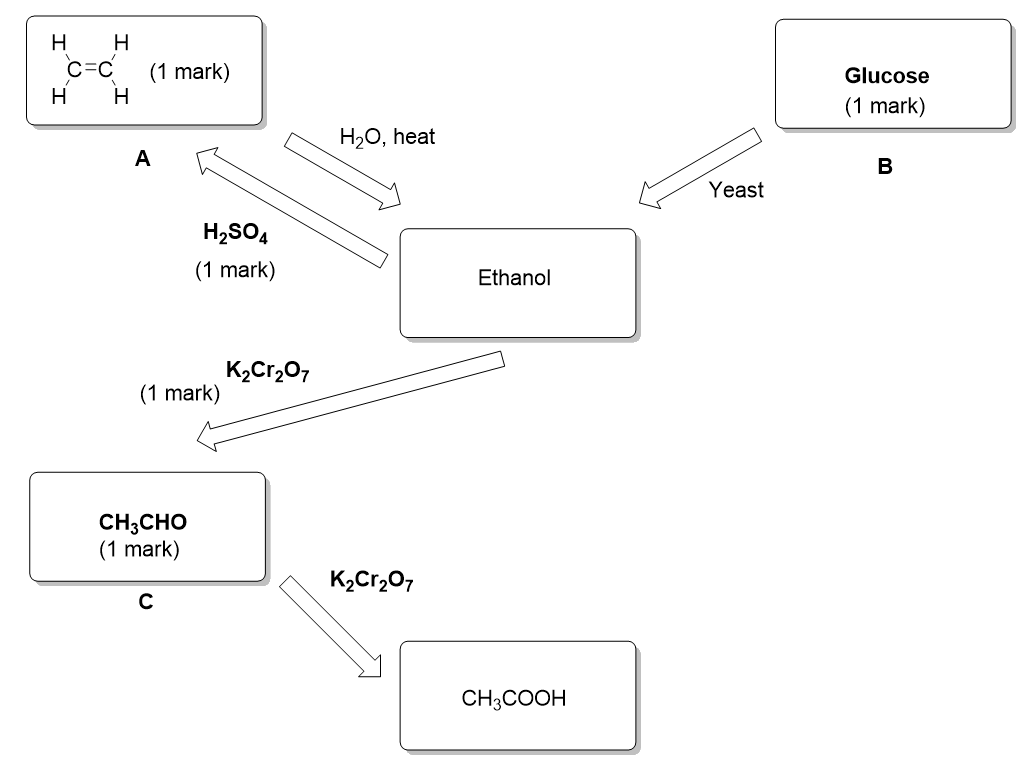 H H
C=C (1 mark)
H H
A
Glucose
(1 mark)
B
H₂O, heat
Yeast
H₂SO₄
(1 mark)
Ethanol
K₂Cr₂O₇
(1 mark)
CH₃CHO
(1 mark)
C
K₂Cr₂O₇
CH₃COOH